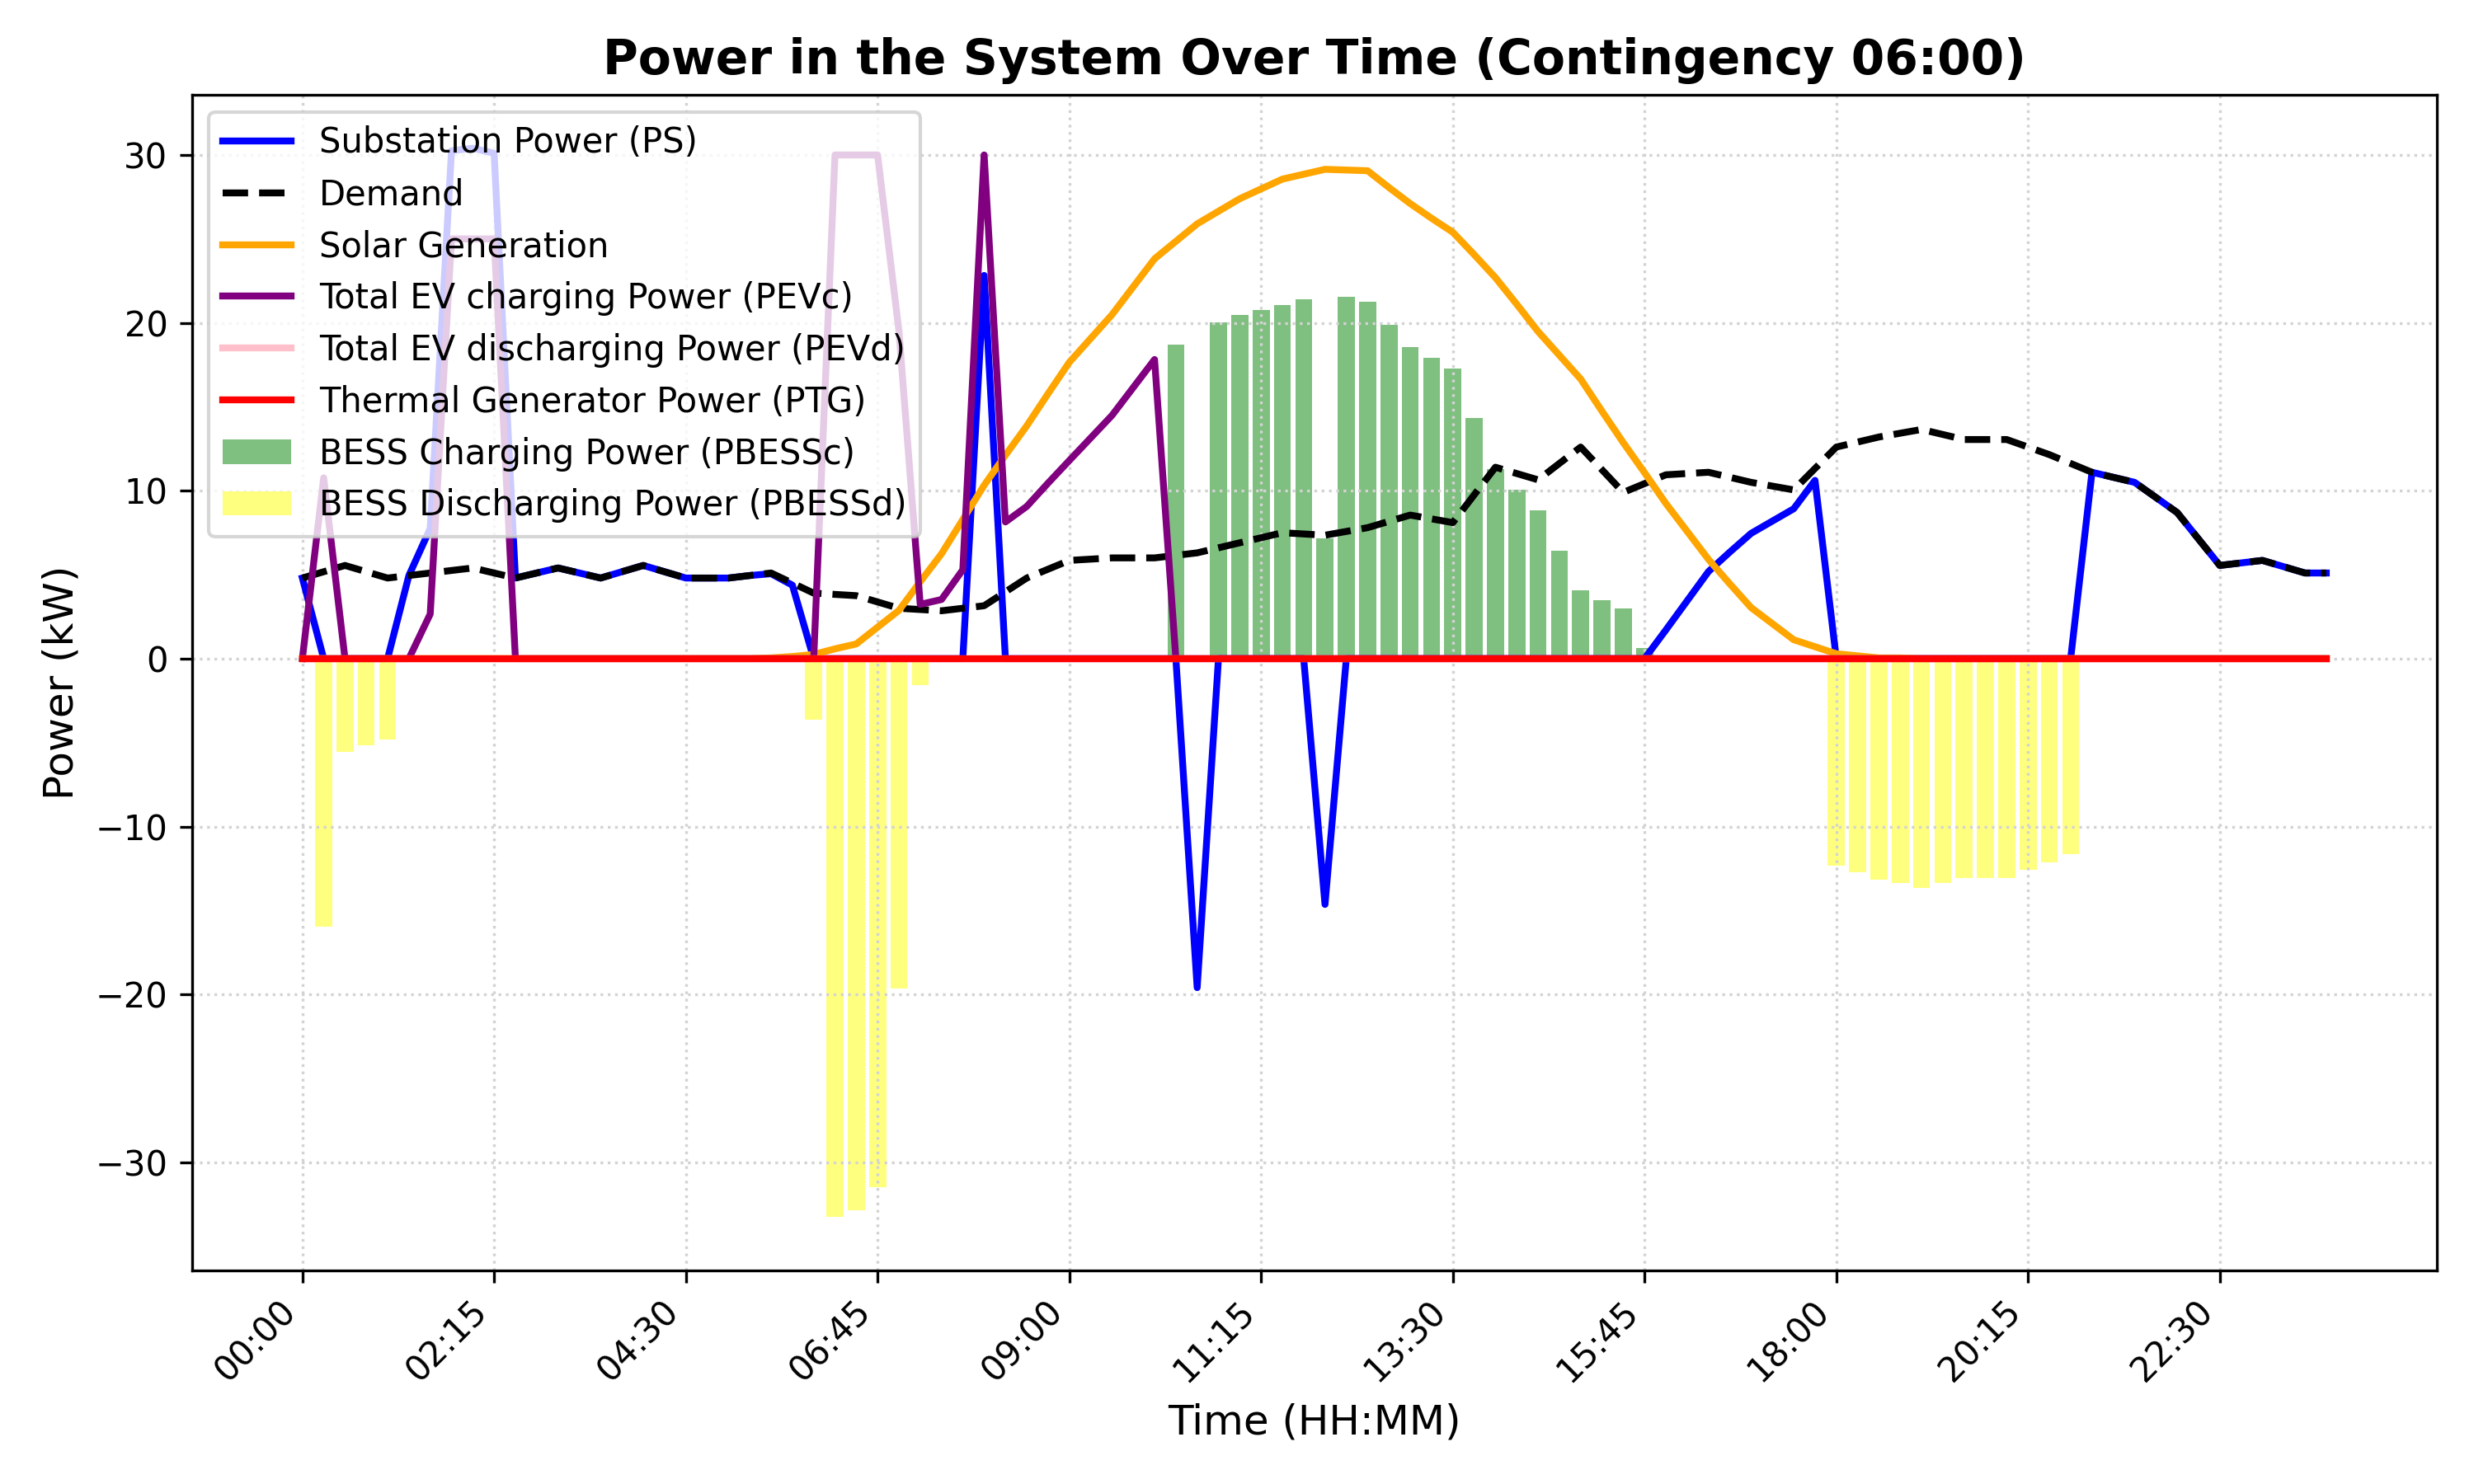 Power in the System Over Time (Contingency 06:00)
Substation Power (PS)
Demand
Solar Generation
Total EV charging Power (PEVc)
Total EV discharging Power (PEVd)
Thermal Generator Power (PTG)
BESS Charging Power (PBESSc)
BESS Discharging Power (PBESSd)
Power (kW)
30
20
10
0
−10
−20
−30
00:00
02:15
04:30
06:45
09:00
11:15
13:30
15:45
18:00
20:15
22:30
Time (HH:MM)